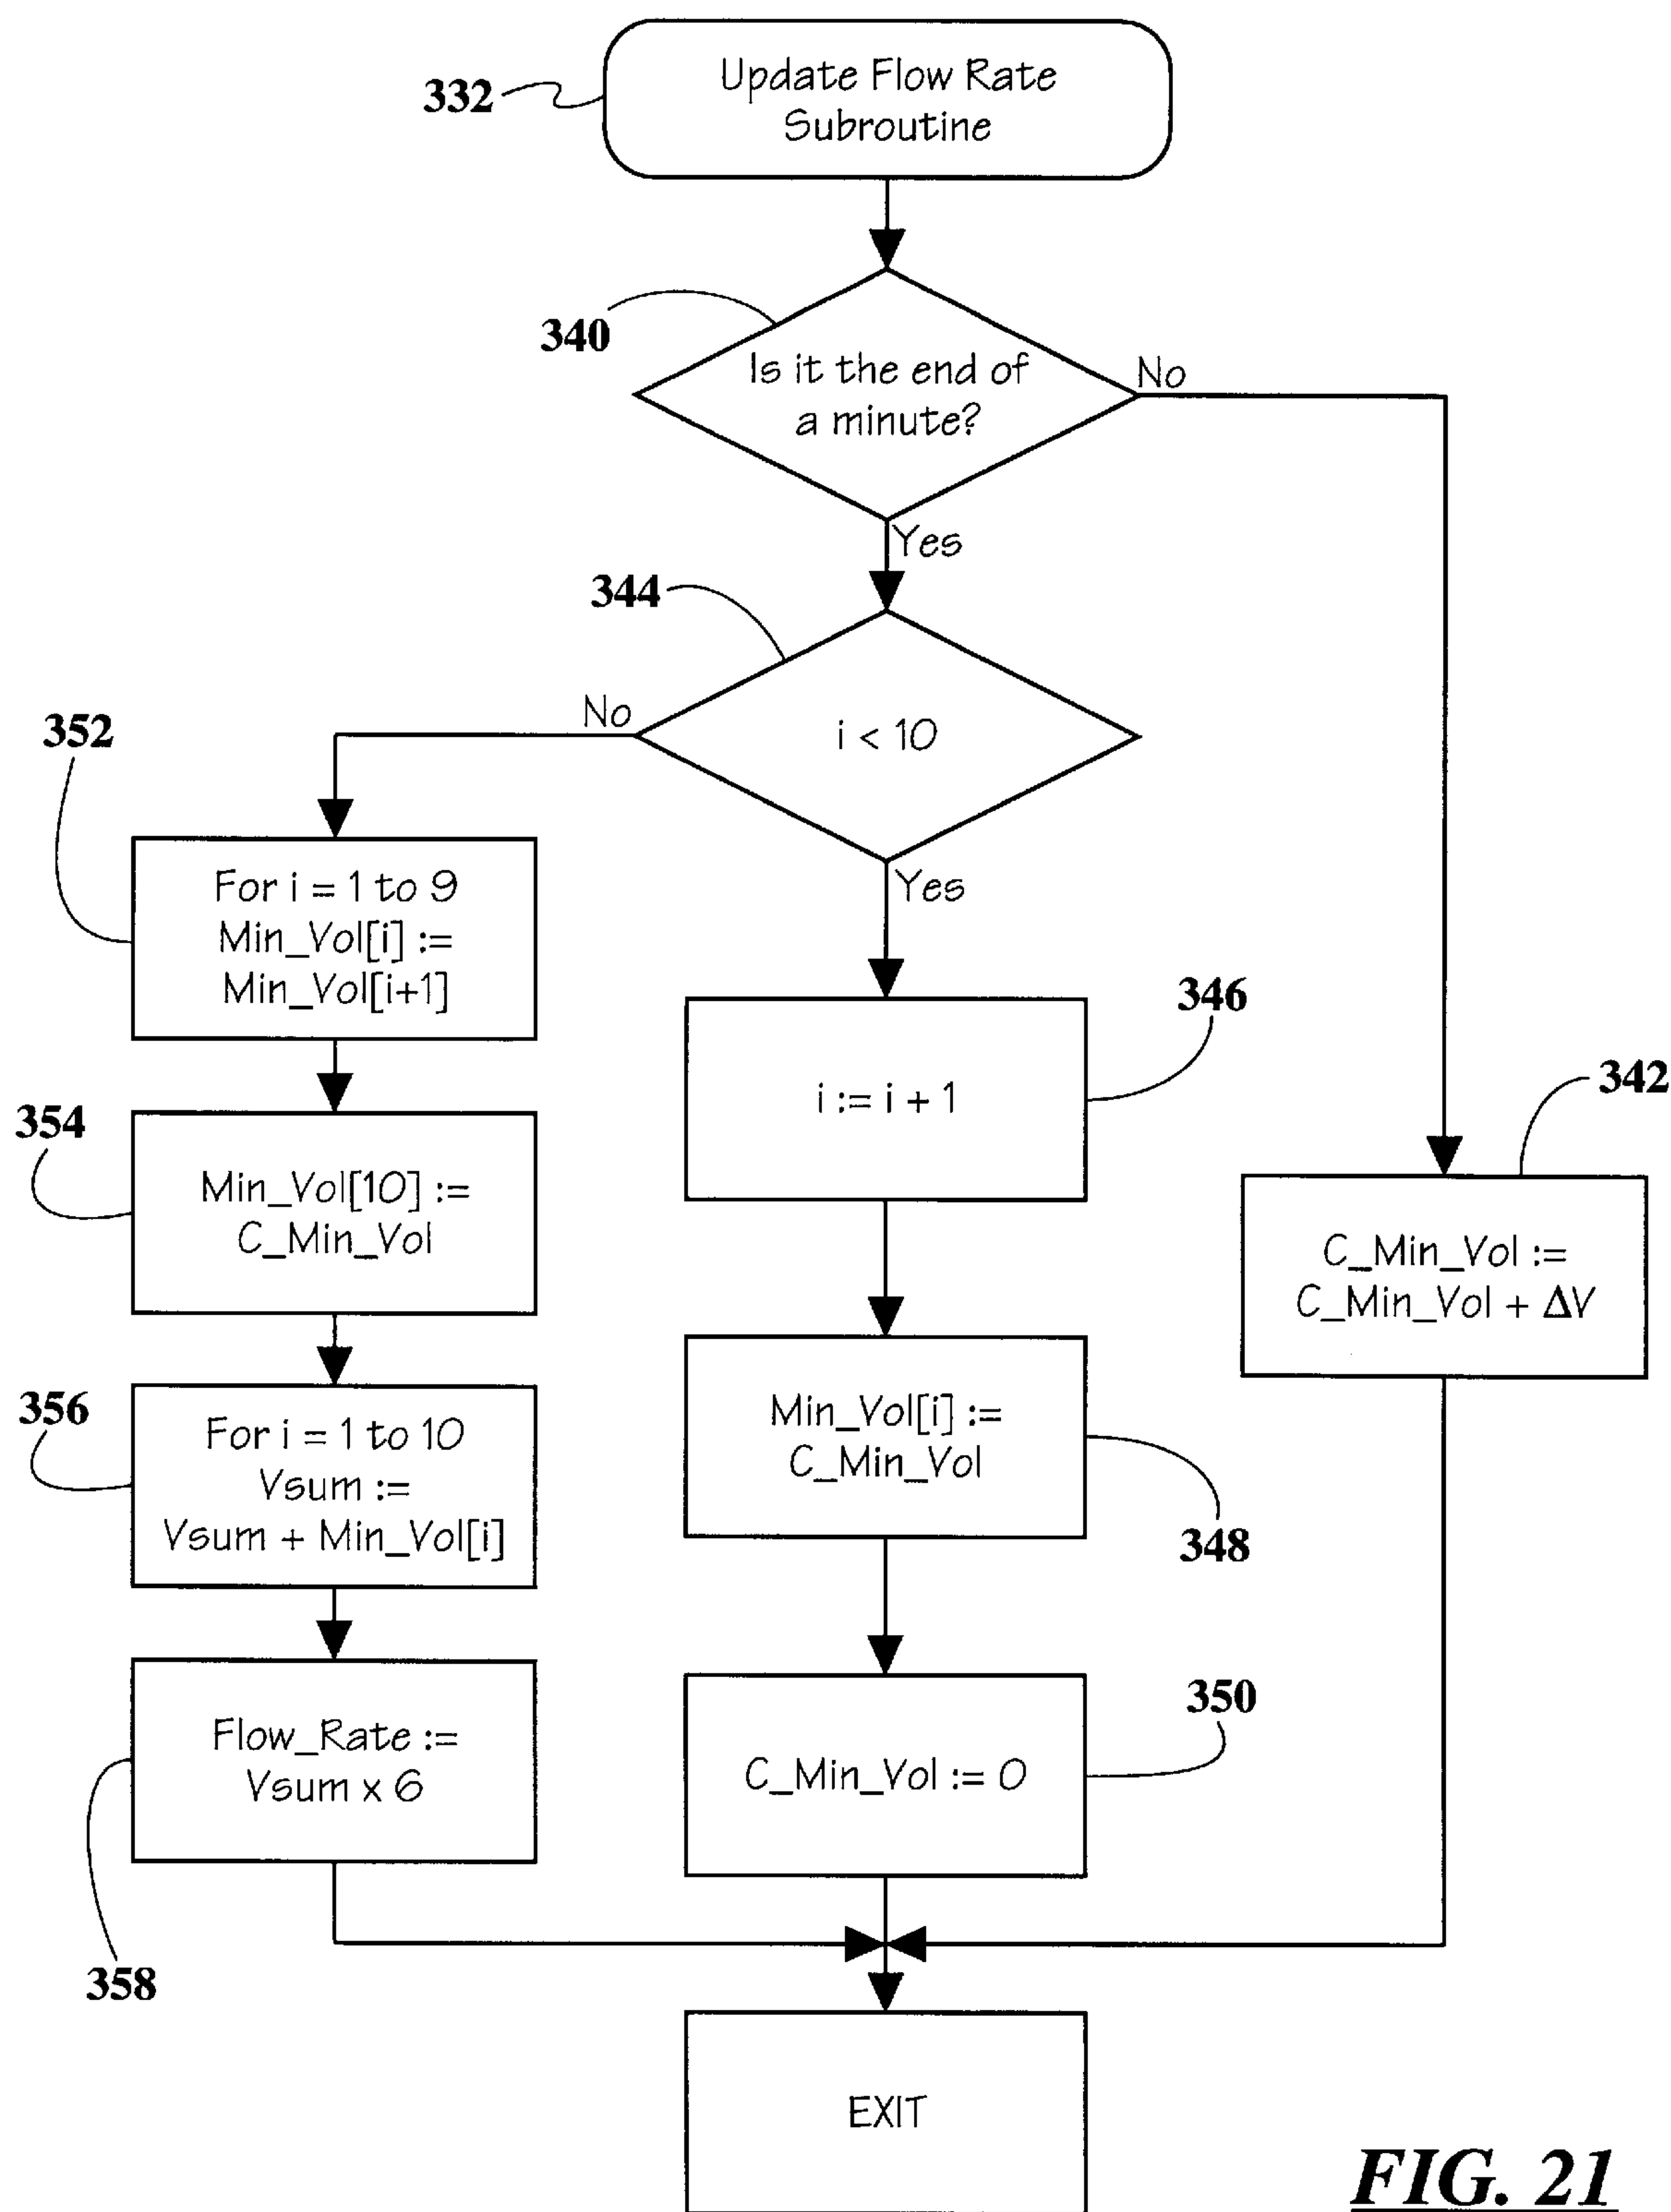 332
Update Flow Rate
Subroutine
340
Is it the end of
a minute?
No
Yes
344
i < 10
No
Yes
352
For i = 1 to 9
Min_Vol[i] :=
Min_Vol[i+1]
346
i := i + 1
342
C_Min_Vol :=
C_Min_Vol + ΔV
354
Min_Vol[10] :=
C_Min_Vol
348
Min_Vol[i] :=
C_Min_Vol
356
For i = 1 to 10
Vsum :=
Vsum + Min_Vol[i]
350
C_Min_Vol := 0
358
Flow_Rate :=
Vsum x 6
EXIT
FIG. 21